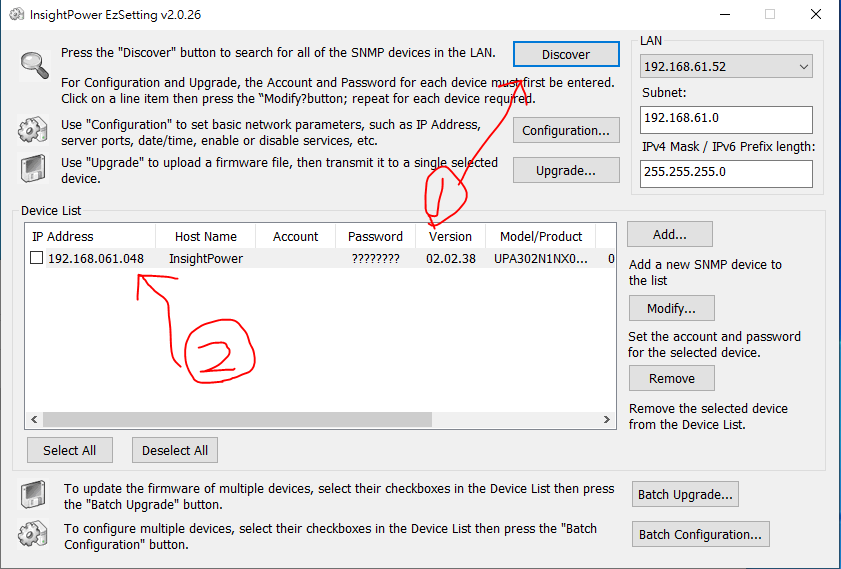 InsightPower EzSetting v2.0.26
Press the "Discover" button to search for all of the SNMP devices in the LAN.
Discover
For Configuration and Upgrade, the Account and Password for each device must first be entered.
Click on a line item then press the "Modify?button; repeat for each device required.
Use "Configuration" to set basic network parameters, such as IP Address,
server ports, date/time, enable or disable services, etc.
Configuration...
Use "Upgrade" to upload a firmware file, then transmit it to a single selected
device.
Upgrade...
LAN
192.168.61.52
Subnet:
192.168.61.0
IPv4 Mask / IPv6 Prefix length:
255.255.255.0
1
Device List
IP Address Host Name Account Password Version Model/Product
192.168.061.048 InsightPower ???????? 02.02.38 UPA302N1NX0... 0
2
Add...
Add a new SNMP device to
the list
Modify...
Set the account and password
for the selected device.
Remove
Remove the selected device
from the Device List.
Select All
Deselect All
To update the firmware of multiple devices, select their checkboxes in the Device List then press
the "Batch Upgrade" button.
Batch Upgrade...
To configure multiple devices, select their checkboxes in the Device List then press the "Batch
Configuration" button.
Batch Configuration...